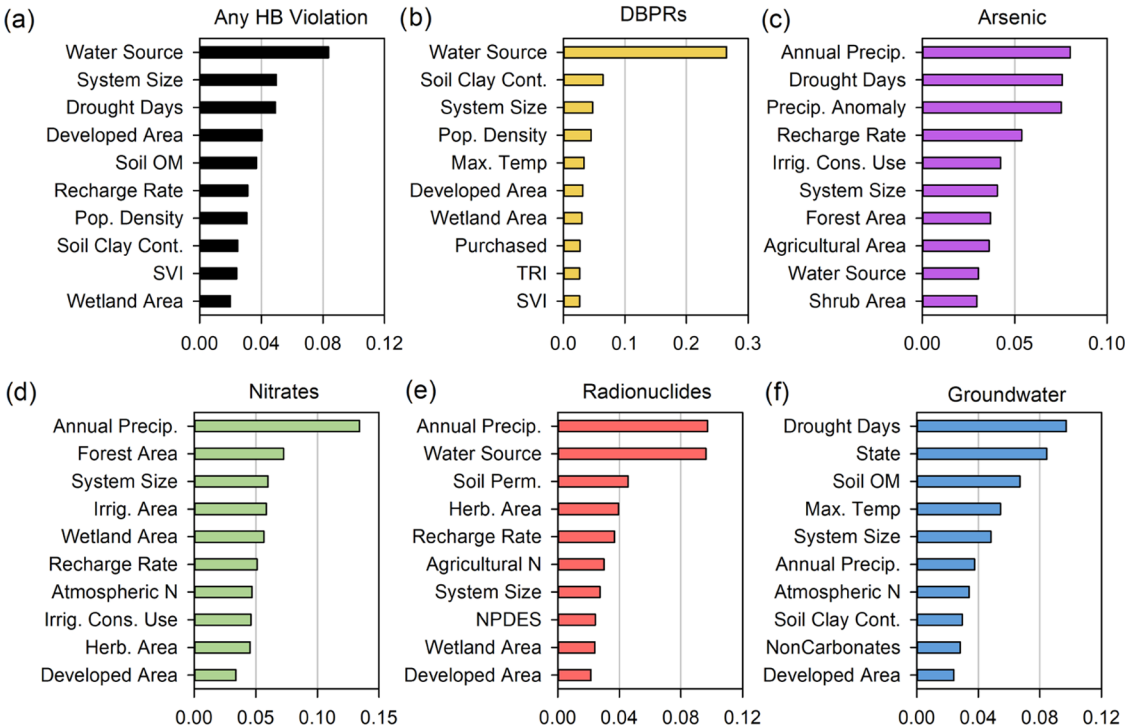 (a)
Any HB Violation
Water Source
System Size
Drought Days
Developed Area
Soil OM
Recharge Rate
Pop. Density
Soil Clay Cont.
SVI
Wetland Area
0.00 0.04 0.08 0.12
(b)
DBPRs
Water Source
Soil Clay Cont.
System Size
Pop. Density
Max. Temp
Developed Area
Wetland Area
Purchased
TRI
SVI
0.0 0.1 0.2 0.3
(c)
Arsenic
Annual Precip.
Drought Days
Precip. Anomaly
Recharge Rate
Irrig. Cons. Use
System Size
Forest Area
Agricultural Area
Water Source
Shrub Area
0.00 0.05 0.10
(d)
Nitrates
Annual Precip.
Forest Area
System Size
Irrig. Area
Wetland Area
Recharge Rate
Atmospheric N
Irrig. Cons. Use
Herb. Area
Developed Area
0.00 0.05 0.10 0.15
(e)
Radionuclides
Annual Precip.
Water Source
Soil Perm.
Herb. Area
Recharge Rate
Agricultural N
System Size
NPDES
Wetland Area
Developed Area
0.00 0.04 0.08 0.12
(f)
Groundwater
Drought Days
State
Soil OM
Max. Temp
System Size
Annual Precip.
Atmospheric N
Soil Clay Cont.
NonCarbonates
Developed Area
0.00 0.04 0.08 0.12